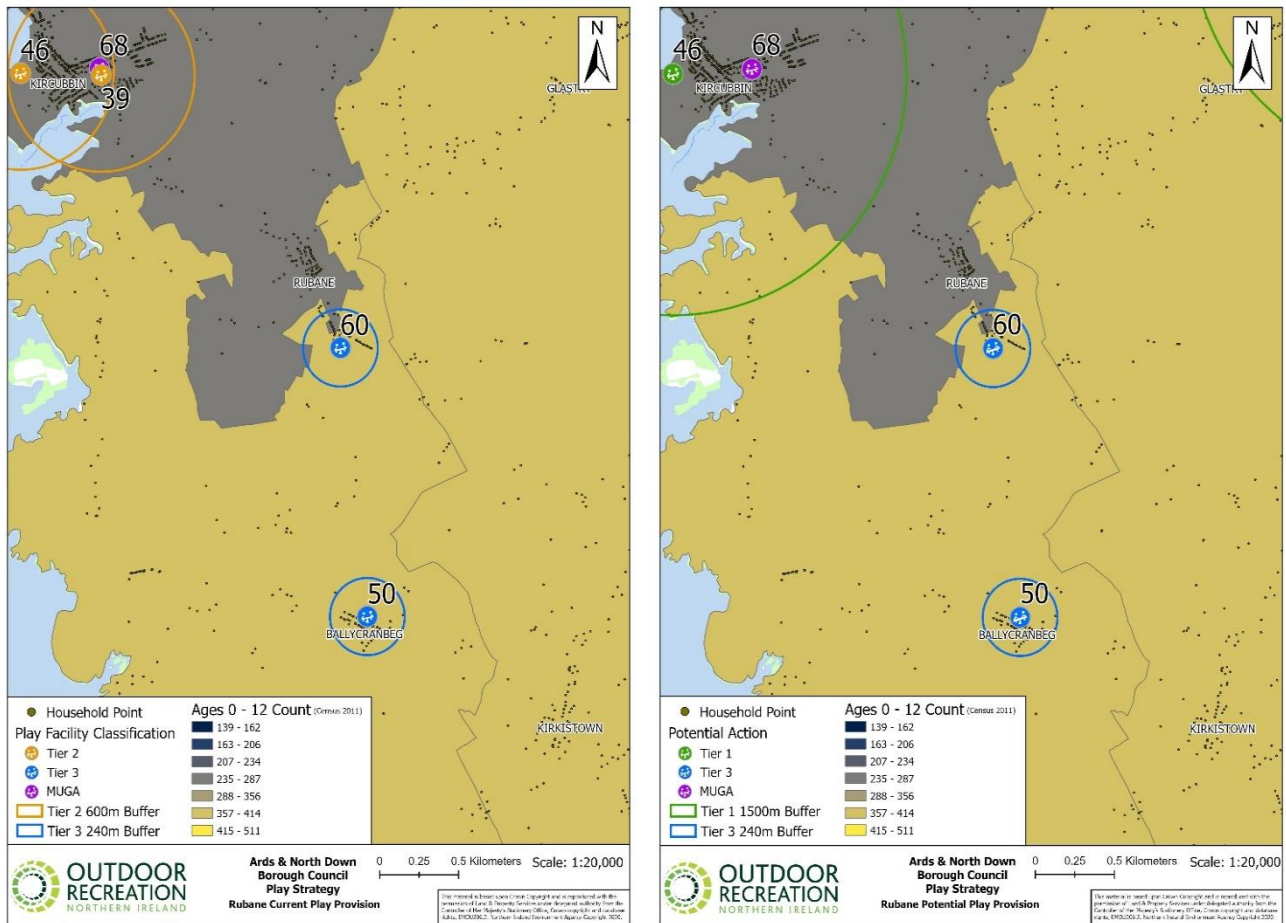 N
46
68
KIRCUBBIN
39
GLASTRY
RUBANE
60
50
BALLYCRANBEG
KIRKISTOWN
Household Point
Play Facility Classification
Tier 2
Tier 3
MUGA
Tier 2 600m Buffer
Tier 3 240m Buffer
Ages 0 - 12 Count (Census 2011)
139 - 162
163 - 206
207 - 234
235 - 287
288 - 356
357 - 414
415 - 511
OUTDOOR
RECREATION
NORTHERN IRELAND
Ards & North Down
Borough Council
Play Strategy
Rubane Current Play Provision
0 0.25 0.5 Kilometers
Scale: 1:20,000
N
46
68
KIRCUBBIN
GLASTRY
RUBANE
60
50
BALLYCRANBEG
KIRKISTOWN
Household Point
Potential Action
Tier 1
Tier 3
MUGA
Tier 1 1500m Buffer
Tier 3 240m Buffer
Ages 0 - 12 Count (Census 2011)
139 - 162
163 - 206
207 - 234
235 - 287
288 - 356
357 - 414
415 - 511
OUTDOOR
RECREATION
NORTHERN IRELAND
Ards & North Down
Borough Council
Play Strategy
Rubane Potential Play Provision
0 0.25 0.5 Kilometers
Scale: 1:20,000